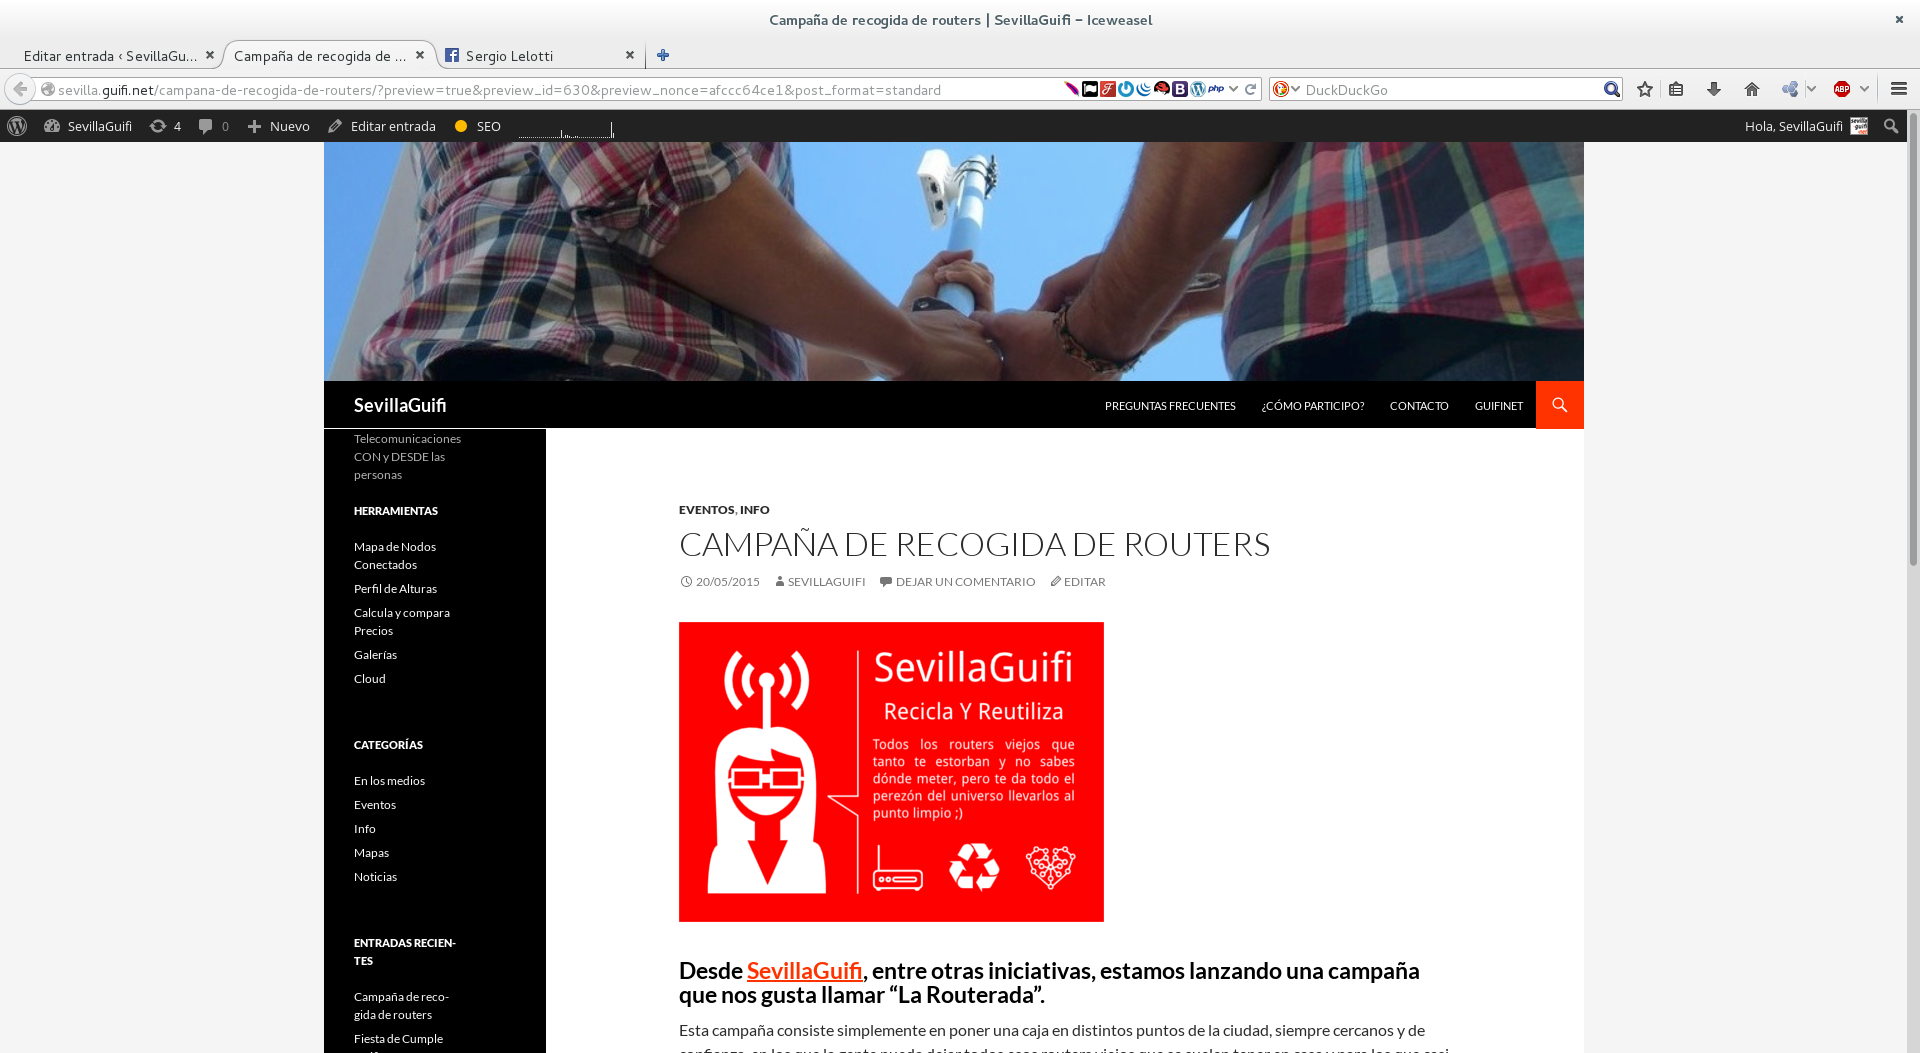 Campaña de recogida de routers | SevillaGuifi - Iceweasel
Editar entrada ‹ SevillaGu...
Campaña de recogida de ...
Sergio Lelotti
sevilla.guifi.net/campana-de-recogida-de-routers/?preview=true&preview_id=630&preview_nonce=afccc64ce1&post_format=standard
php
DuckDuckGo
ABP
SevillaGuifi
4
0
Nuevo
Editar entrada
SEO
Hola, SevillaGuifi
SevillaGuifi
PREGUNTAS FRECUENTES
¿CÓMO PARTICIPO?
CONTACTO
GUIFINET
Telecomunicaciones
CON y DESDE las
personas
HERRAMIENTAS
Mapa de Nodos
Conectados
Perfil de Alturas
Calcula y compara
Precios
Galerías
Cloud
CATEGORÍAS
En los medios
Eventos
Info
Mapas
Noticias
ENTRADAS RECIEN-
TES
Campaña de reco-
gida de routers
Fiesta de Cumple
EVENTOS, INFO
CAMPAÑA DE RECOGIDA DE ROUTERS
20/05/2015
SEVILLAGUIFI
DEJAR UN COMENTARIO
EDITAR
SevillaGuifi
Recicla Y Reutiliza
Todos los routers viejos que
tanto te estorban y no sabes
dónde meter, pero te da todo el
perezón del universo llevarlos al
punto limpio ;)
Desde SevillaGuifi, entre otras iniciativas, estamos lanzando una campaña
que nos gusta llamar “La Routerada”.
Esta campaña consiste simplemente en poner una caja en distintos puntos de la ciudad, siempre cercanos y de